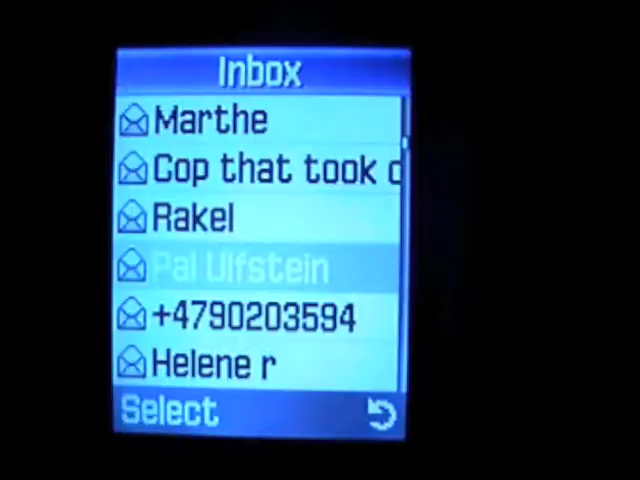 Inbox
Marthe
Cop that took c
Rakel
Pal Ulfstein
+4790203594
Helene r
Select